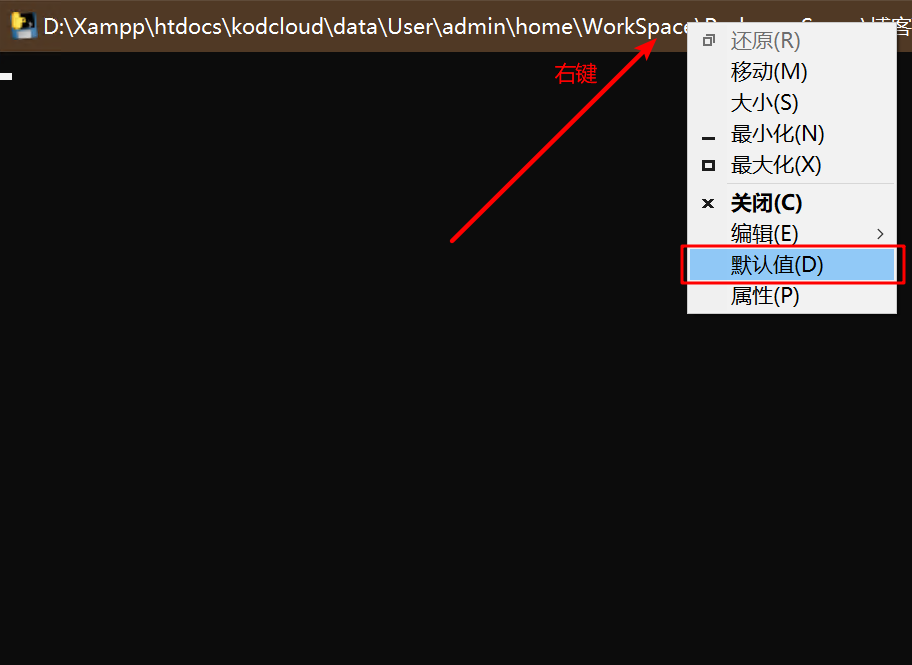 D:\Xampp\htdocs\kodcloud\data\User\admin\home\WorkSpace\
博客
右键
还原(R)
移动(M)
大小(S)
最小化(N)
最大化(X)
关闭(C)
编辑(E)
默认值(D)
属性(P)